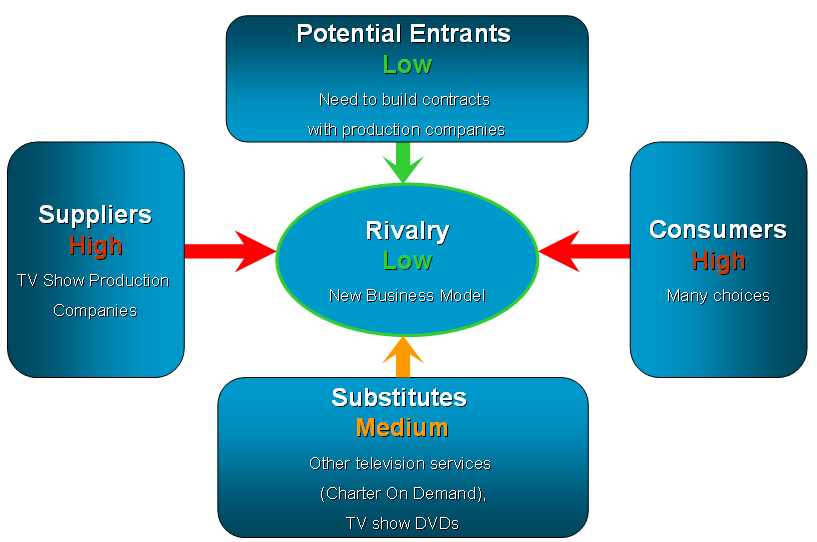 Potential Entrants
Low
Need to build contracts
with production companies
Suppliers
High
TV Show Production
Companies
Rivalry
Low
New Business Model
Consumers
High
Many choices
Substitutes
Medium
Other television services
(Charter On Demand),
TV show DVDs